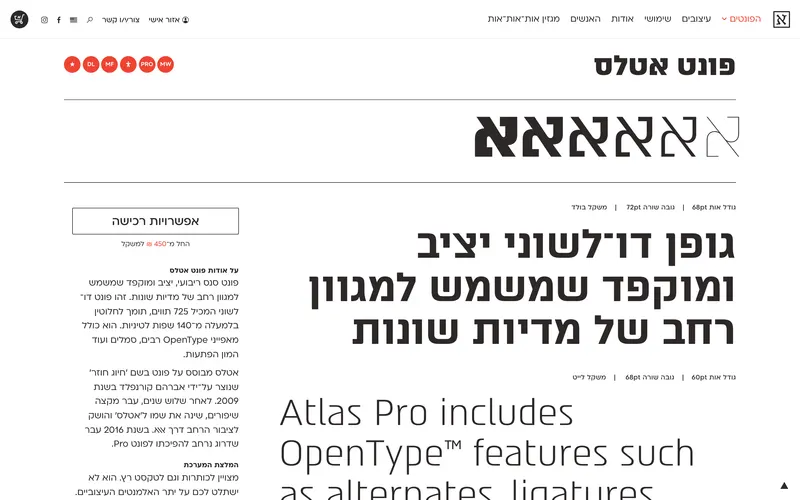 הפונטים
עיצובים
שימושי
אודות
האנשים
מגזין אות־אות־אות
אזור אישי
צורו/ו קשר
פונט אטלס
★ DL MF PRO MW
אאאאאאא
אפשרויות רכישה
החל מ־450 ₪ למשקל
על אודות פונט אטלס
פונט סנס ריבועי, יציב ומוקפד שמשמש
למגוון רחב של מדיות שונות. זהו פונט דו־
לשוני המכיל 725 תווים, תומך לחלוטין
בלמעלה מ־140 שפות לטיניות. הוא כולל
מאפייני OpenType רבים, סמלים ועוד
המון הפתעות.
אטלס מבוסס על פונט בשם ״חיוג חוזר״
שנוצר על־ידי אברהם קורנפלד בשנת
2009. לאחר שלוש שנים, עבר מקצה
שיפורים, שינה את שמו ל״אטלס״ והושק
לציבור הרחב דרך אאא. בשנת 2016 עבר
שדרוג נרחב להפיכתו לפונט Pro.
המלצת המערכת
מצויין לכותרות וגם לטקסט רץ. הוא לא
ישתלט לכם על יתר האלמנטים העיצוביים.
גודל אות 68pt | גובה שורה 72pt | משקל בולד
גופן דו־לשוני יציב
ומוקפד שמשמש למגוון
רחב של מדיות שונות
גודל אות 60pt | גובה שורה 68pt | משקל לייט
Atlas Pro includes
OpenType™ features such
as alternates, ligatures,